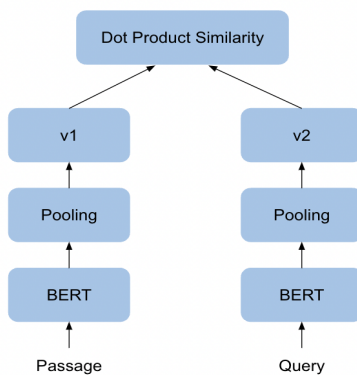 Dot Product Similarity
v1
v2
Pooling
Pooling
BERT
BERT
Passage
Query